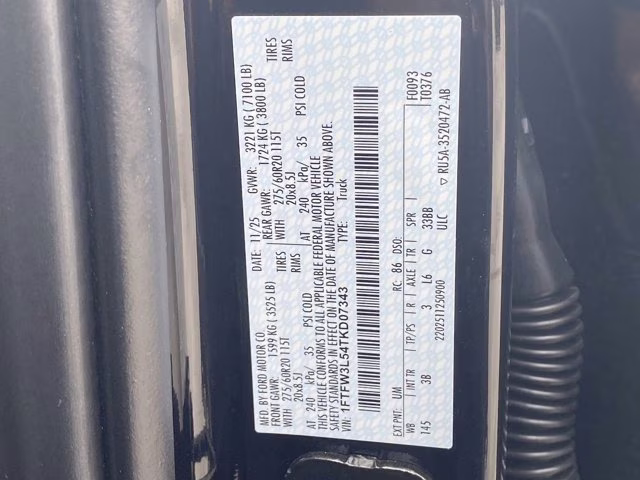 MFD. BY FORD MOTOR CO. DATE: 11/25 GVWR: 3221 KG ( 7100 LB)
FRONT GAWR: 1599 KG ( 3525 LB) REAR GAWR: 1724 KG ( 3800 LB)
WITH 275/60R20 115T TIRES WITH 275/60R20 115T TIRES
20x8.5J RIMS 20x8.5J RIMS
AT 240 kPa/ 35 PSI COLD AT 240 kPa/ 35 PSI COLD
THIS VEHICLE CONFORMS TO ALL APPLICABLE FEDERAL MOTOR VEHICLE
SAFETY STANDARDS IN EFFECT ON THE DATE OF MANUFACTURE SHOWN ABOVE.
VIN: 1FTFW3L54TKD07343 TYPE: Truck
F0093
T0376
EXT PNT: UM RC: 86 DSO:
WB INT TR TP/PS R AXLE TR SPR
145 3B 3 L6 G 33BB
2202511250900 ULC
RU5A-3520472-AB